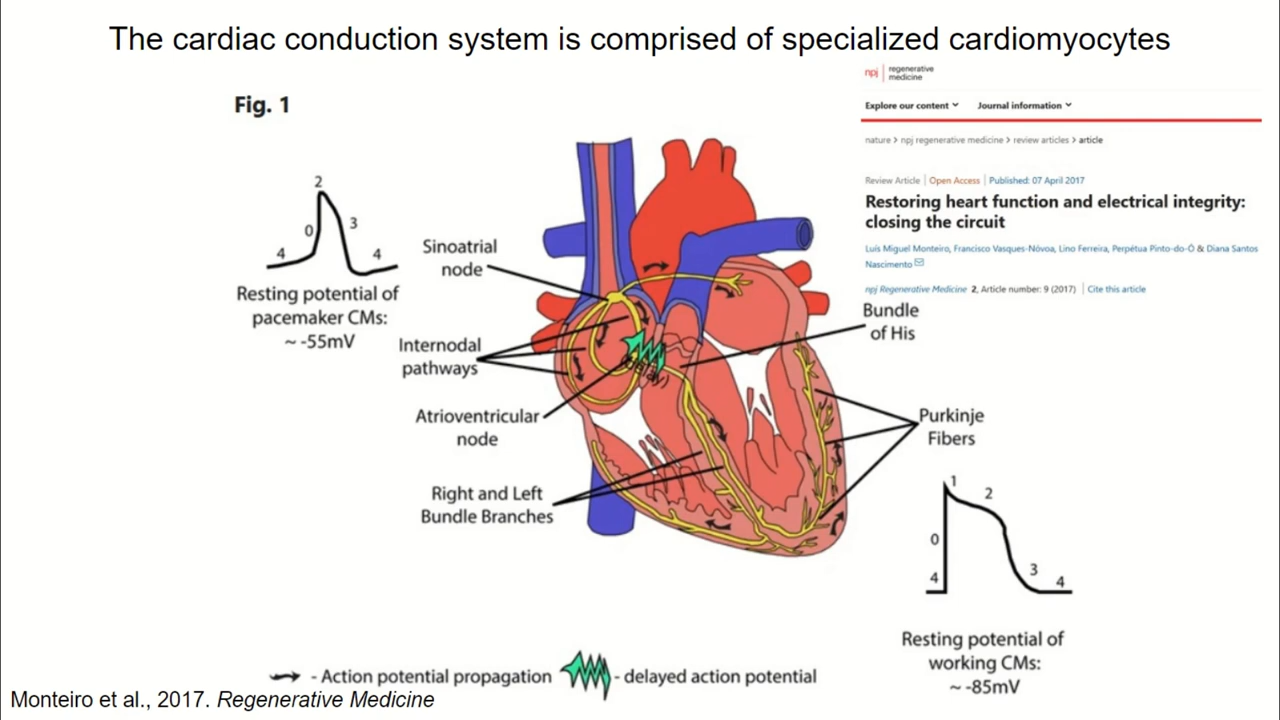 The cardiac conduction system is comprised of specialized cardiomyocytes
npj regenerative
medicine
Explore our content Journal information
nature > npj regenerative medicine > review articles > article
Review Article | Open Access | Published: 07 April 2017
Restoring heart function and electrical integrity:
closing the circuit
Luís Miguel Monteiro, Francisco Vasques-Nóvoa, Lino Ferreira, Perpétua Pinto-do-Ó & Diana Santos
Nascimento
npj Regenerative Medicine 2, Article number: 9 (2017) | Cite this article
Fig. 1
2
0
3
4
4
Resting potential of
pacemaker CMs:
~ -55mV
Sinoatrial
node
Internodal
pathways
Atrioventricular
node
Right and Left
Bundle Branches
Bundle
of His
Purkinje
Fibers
1
2
0
3
4
4
Resting potential of
working CMs:
~ -85mV
- Action potential propagation
- delayed action potential
Monteiro et al., 2017. Regenerative Medicine